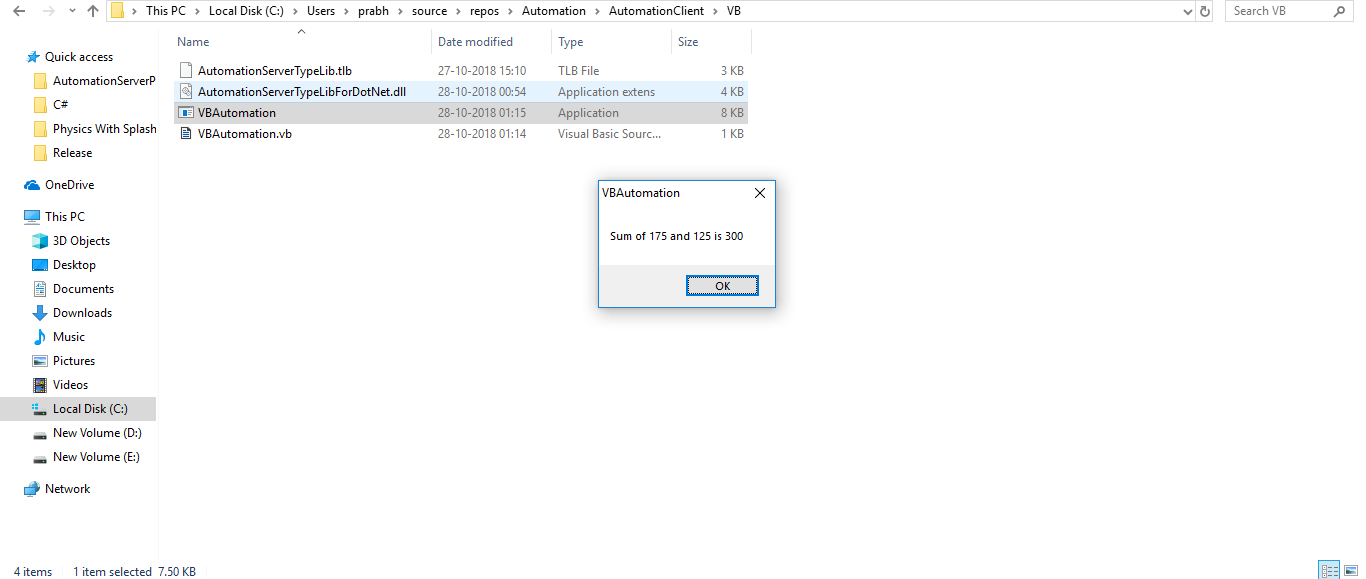 This PC > Local Disk (C:) > Users > prabh > source > repos > Automation > AutomationClient > VB
Search VB
Name Date modified Type Size
AutomationServerTypeLib.tlb 27-10-2018 15:10 TLB File 3 KB
AutomationServerTypeLibForDotNet.dll 28-10-2018 00:54 Application extens 4 KB
VBAutomation 28-10-2018 01:15 Application 8 KB
VBAutomation.vb 28-10-2018 01:14 Visual Basic Sourc... 1 KB
Quick access
AutomationServerP
C#
Physics With Splash
Release
OneDrive
This PC
3D Objects
Desktop
Documents
Downloads
Music
Pictures
Videos
Local Disk (C:)
New Volume (D:)
New Volume (E:)
Network
VBAutomation
Sum of 175 and 125 is 300
OK
4 items 1 item selected 7.50 KB